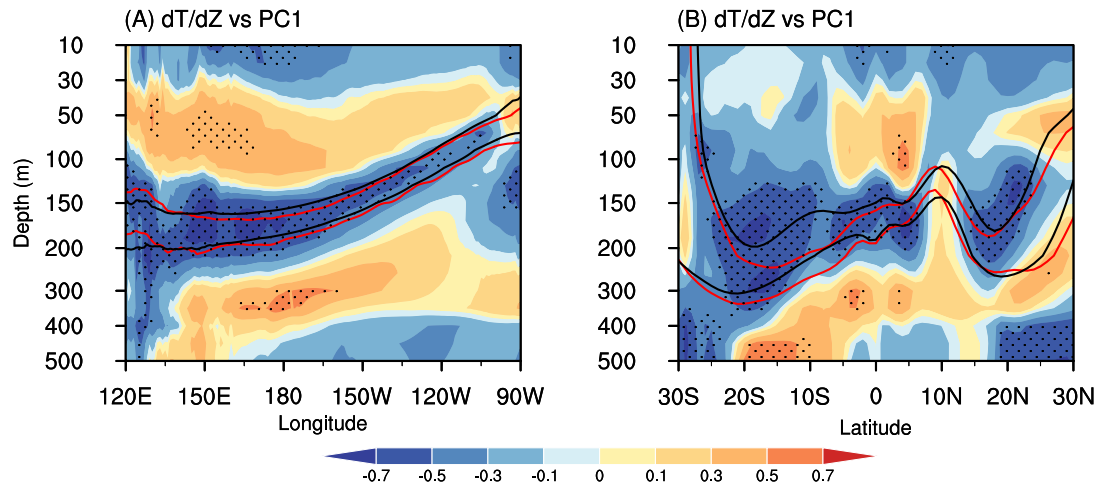 (A) dT/dZ vs PC1
(B) dT/dZ vs PC1
Depth (m)
10
30
50
100
150
200
300
400
500
120E 150E 180 150W 120W 90W
Longitude
10
30
50
100
150
200
300
400
500
30S 20S 10S 0 10N 20N 30N
Latitude
-0.7 -0.5 -0.3 -0.1 0 0.1 0.3 0.5 0.7